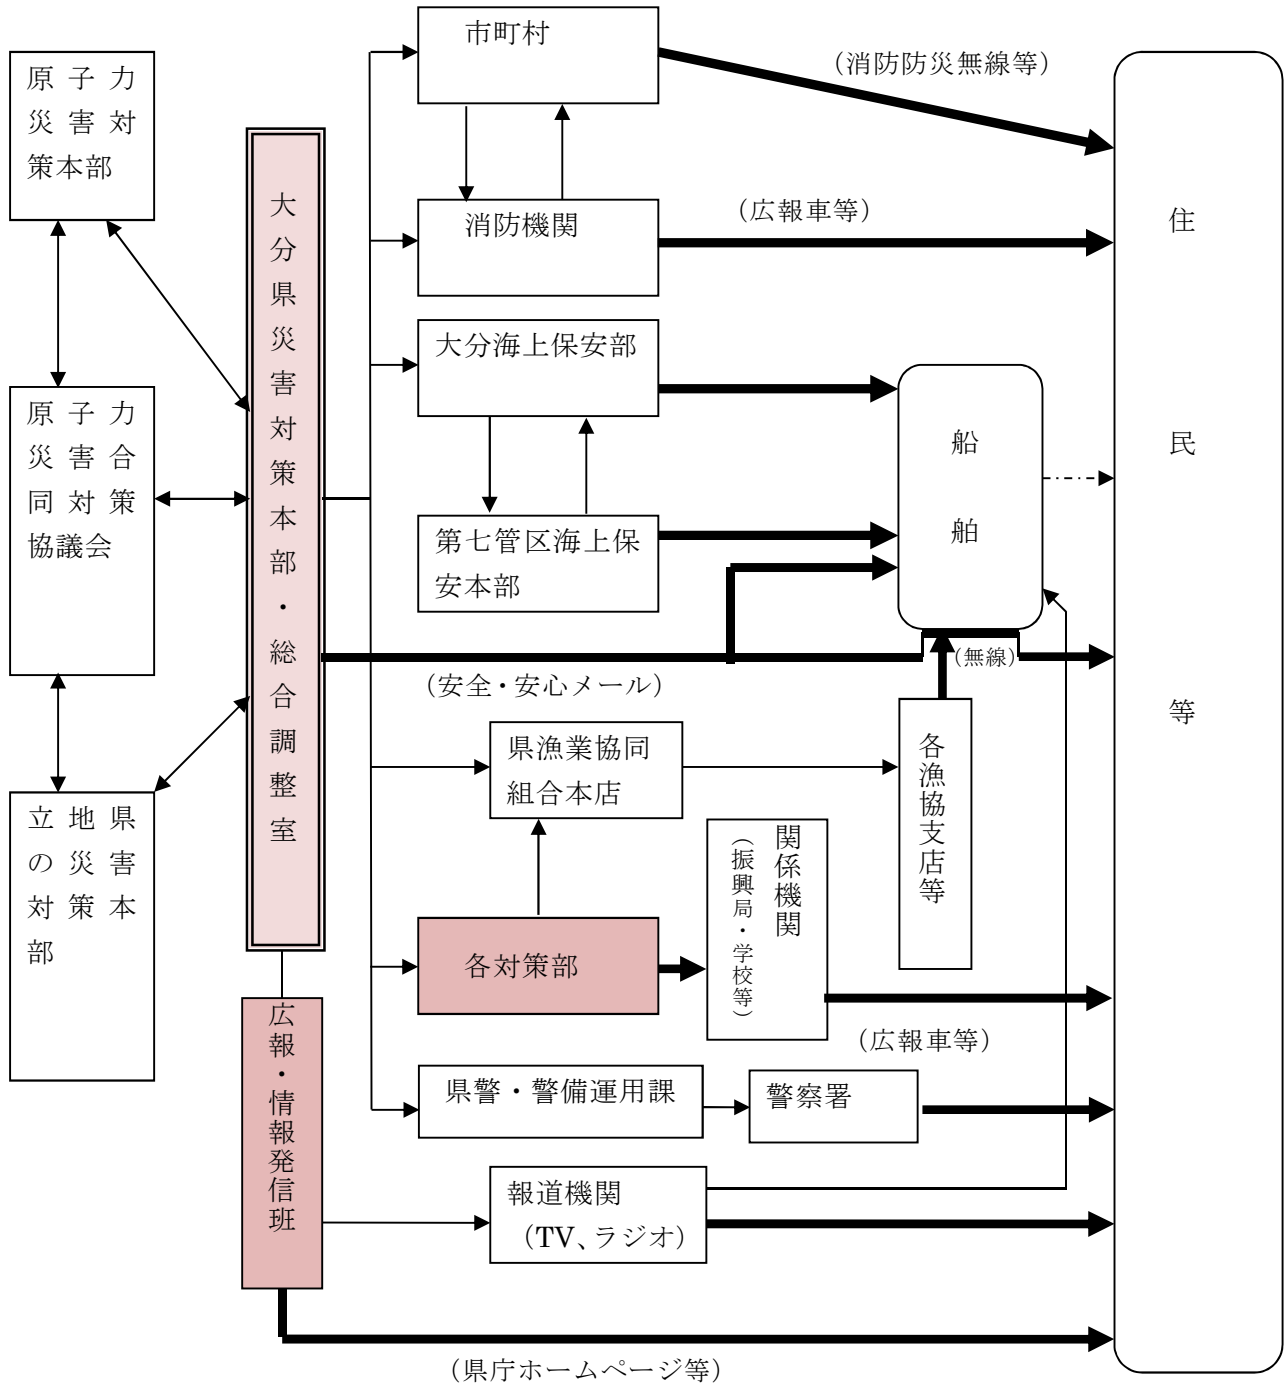 原子力
災害対
策本部
原子力
災害合
同対策
協議会
立地県
の災害
対策本
部
大分県災害対策本部・総合調整室
広報・情報発信班
市町村
(消防防災無線等)
消防機関
(広報車等)
大分海上保安部
第七管区海上保
安本部
船舶
(無線)
(安全・安心メール)
県漁業協同
組合本店
各漁協支店等
各対策部
関係機関
(振興局・学校等)
(広報車等)
県警・警備運用課
警察署
報道機関
(TV、ラジオ)
(県庁ホームページ等)
住民等